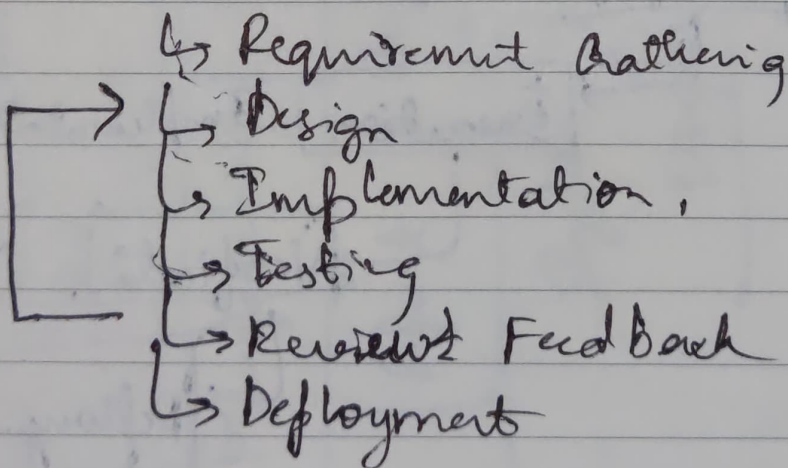 Requirement Gathering
Design
Implementation,
Testing
Review & Feedback
Deployment